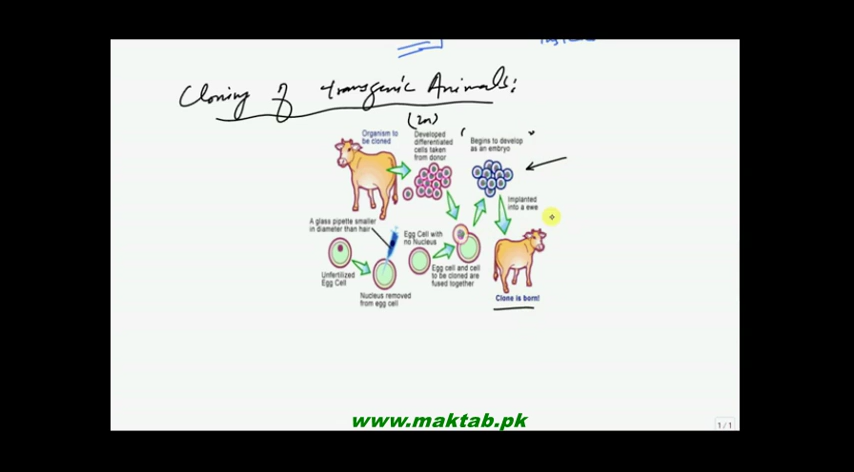 Cloning of transgenic Animals:
(2n)
Organism to
be cloned
Developed
differentiated
cells taken
from donor
Begins to develop
as an embryo
Implanted
into a ewe
A glass pipette smaller
in diameter than hair
Egg Cell with
no Nucleus
Unfertilized
Egg Cell
Egg cell and cell
to be cloned are
fused together
Nucleus removed
from egg cell
Clone is born!
www.maktab.pk
1 / 1